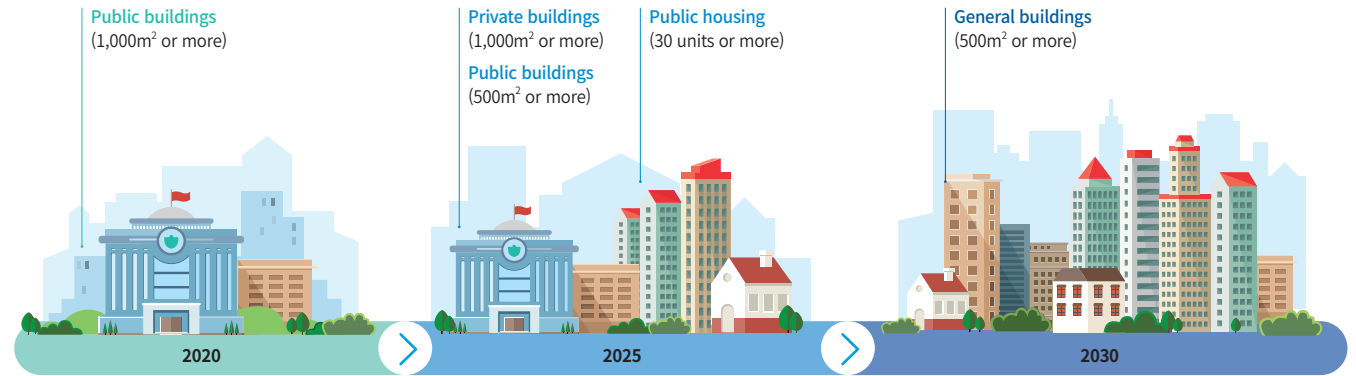 Public buildings
(1,000m² or more)
Private buildings
(1,000m² or more)
Public buildings
(500m² or more)
Public housing
(30 units or more)
General buildings
(500m² or more)
2020
2025
2030